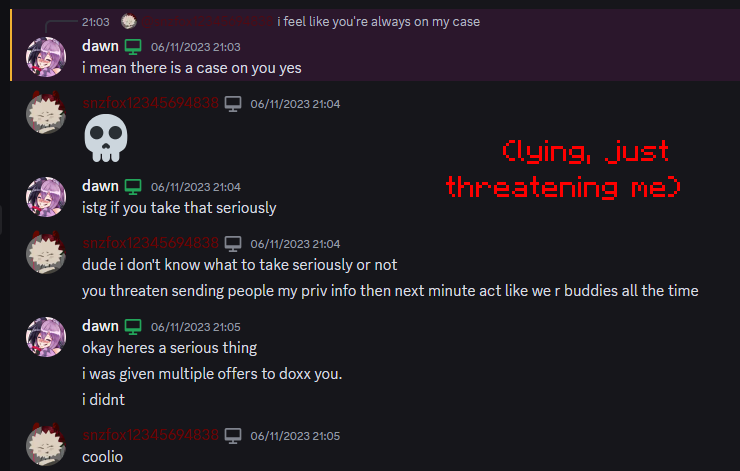 21:03 i feel like you're always on my case
dawn 06/11/2023 21:03
i mean there is a case on you yes
snzfox12345694838 06/11/2023 21:04
(lying, just
threatening me)
dawn 06/11/2023 21:04
istg if you take that seriously
snzfox12345694838 06/11/2023 21:04
dude i don't know what to take seriously or not
you threaten sending people my priv info then next minute act like we r buddies all the time
dawn 06/11/2023 21:05
okay heres a serious thing
i was given multiple offers to doxx you.
i didnt
snzfox12345694838 06/11/2023 21:05
coolio